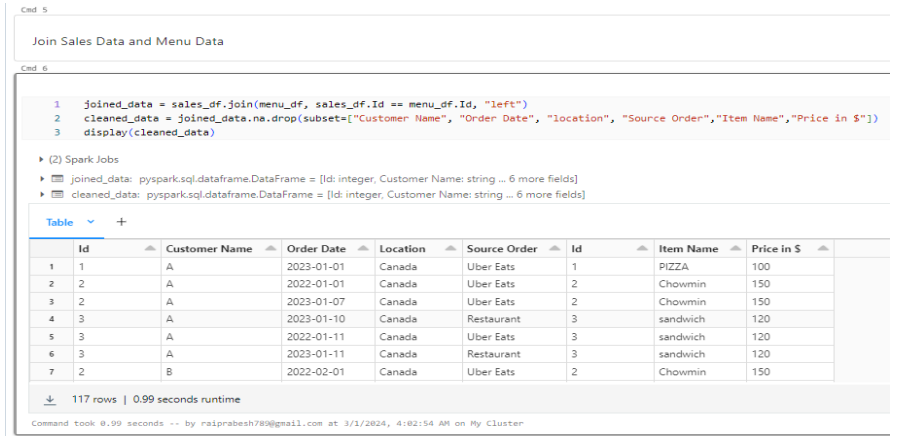 Cmd 5
Join Sales Data and Menu Data
Cmd 6
1 joined_data = sales_df.join(menu_df, sales_df.Id == menu_df.Id, "left")
2 cleaned_data = joined_data.na.drop(subset=["Customer Name", "Order Date", "location", "Source Order","Item Name","Price in $"])
3 display(cleaned_data)
(2) Spark Jobs
joined_data: pyspark.sql.dataframe.DataFrame = [Id: integer, Customer Name: string ... 6 more fields]
cleaned_data: pyspark.sql.dataframe.DataFrame = [Id: integer, Customer Name: string ... 6 more fields]
Table +
Id Customer Name Order Date Location Source Order Id Item Name Price in $
1 1 A 2023-01-01 Canada Uber Eats 1 PIZZA 100
2 2 A 2022-01-01 Canada Uber Eats 2 Chowmin 150
3 2 A 2023-01-07 Canada Uber Eats 2 Chowmin 150
4 3 A 2023-01-10 Canada Restaurant 3 sandwich 120
5 3 A 2022-01-11 Canada Uber Eats 3 sandwich 120
6 3 A 2023-01-11 Canada Restaurant 3 sandwich 120
7 2 B 2022-02-01 Canada Uber Eats 2 Chowmin 150
117 rows | 0.99 seconds runtime
Command took 0.99 seconds -- by raiprabesh789@gmail.com at 3/1/2024, 4:02:54 AM on My Cluster